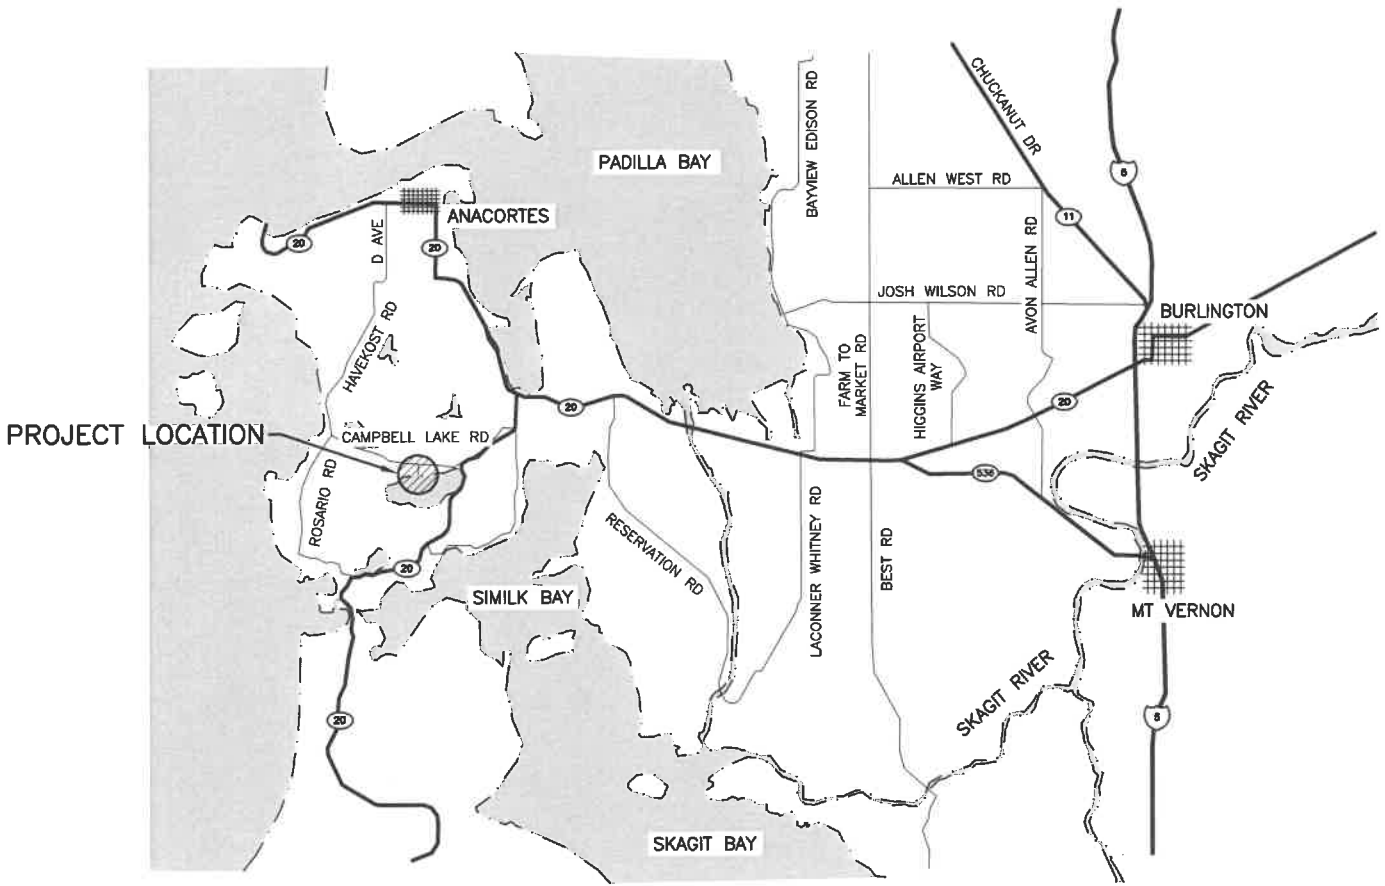 CHUCKANUT DR
BAYVIEW EDISON RD
PADILLA BAY
5
ALLEN WEST RD
ANACORTES
11
D AVE
20
20
AVON ALLEN RD
JOSH WILSON RD
BURLINGTON
HAVEKOST RD
FARM TO
MARKET RD
HIGGINS AIRPORT
WAY
20
20
SKAGIT RIVER
PROJECT LOCATION
CAMPBELL LAKE RD
536
ROSARIO RD
LACONNER WHITNEY RD
RESERVATION RD
BEST RD
20
SIMILK BAY
MT VERNON
SKAGIT RIVER
20
5
SKAGIT BAY